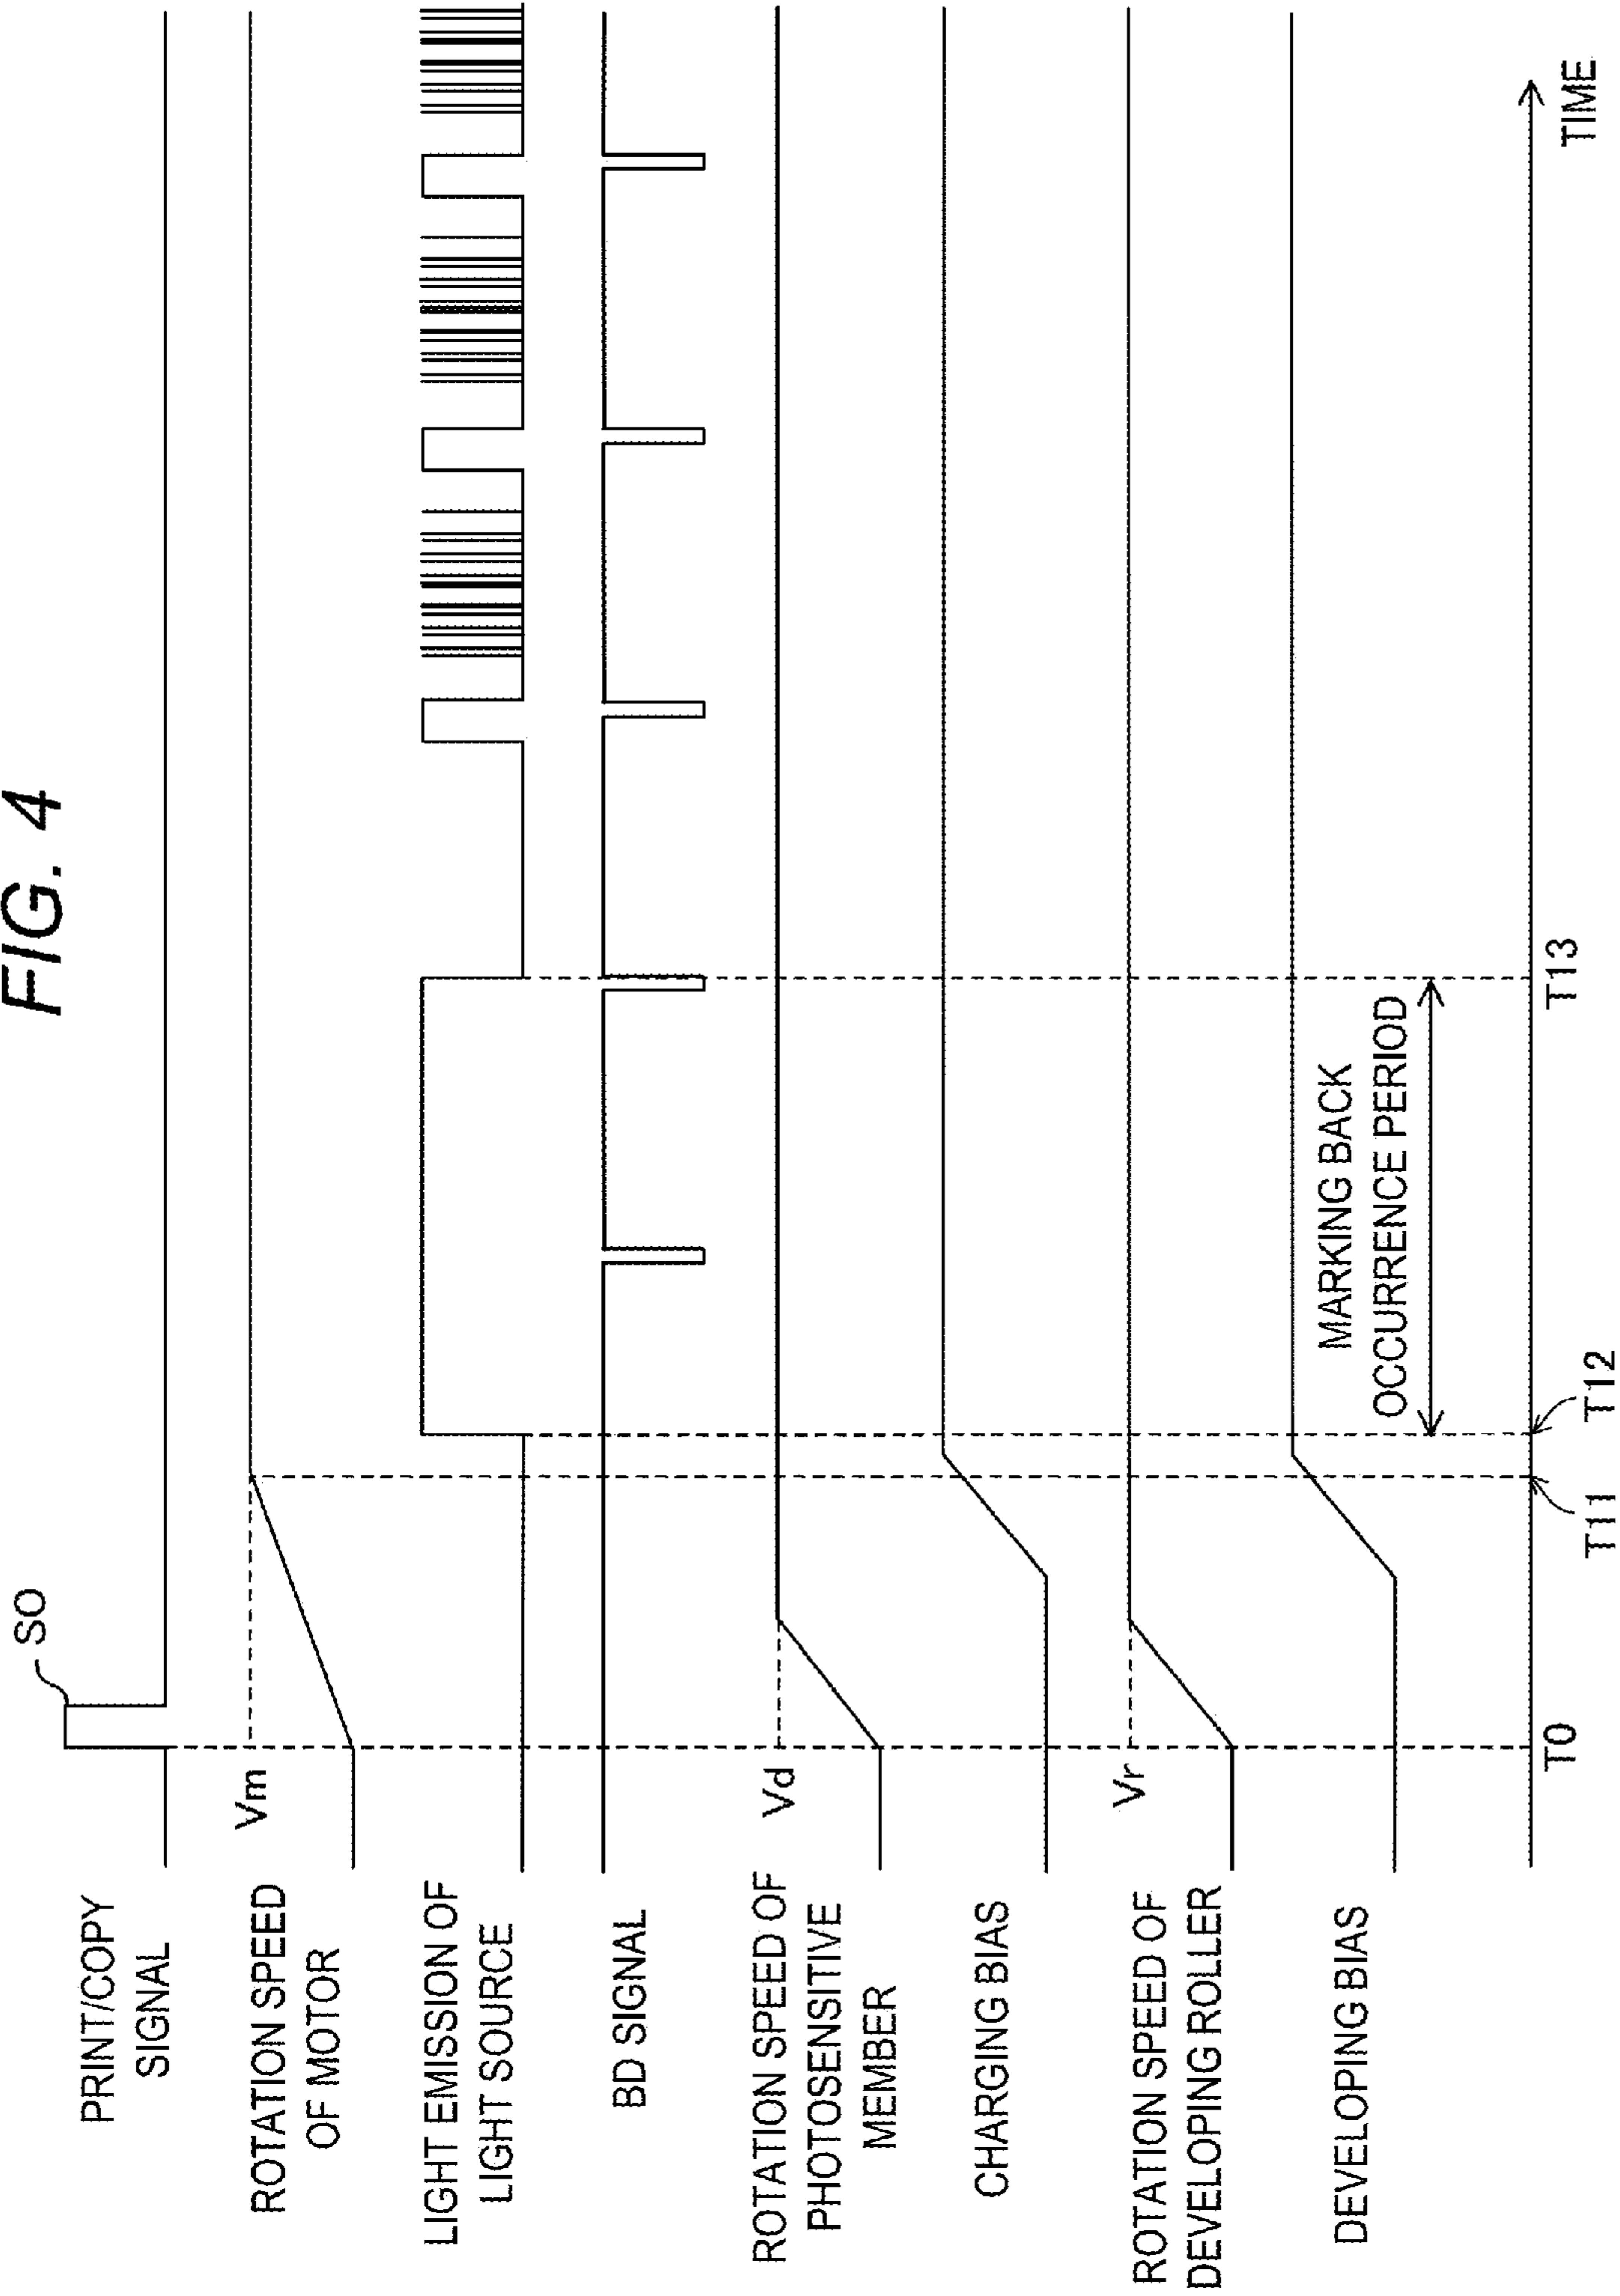 FIG. 4
SO
PRINT/COPY
SIGNAL
Vm
ROTATION SPEED
OF MOTOR
LIGHT EMISSION OF
LIGHT SOURCE
BD SIGNAL
Vd
ROTATION SPEED OF
PHOTOSENSITIVE
MEMBER
CHARGING BIAS
Vr
ROTATION SPEED OF
DEVELOPING ROLLER
DEVELOPING BIAS
MARKING BACK
OCCURRENCE PERIOD
T0
T11
T12
T13
TIME